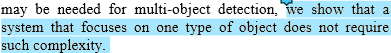 may be needed for multi-object detection, we show that a
system that focuses on one type of object does not require
such complexity.